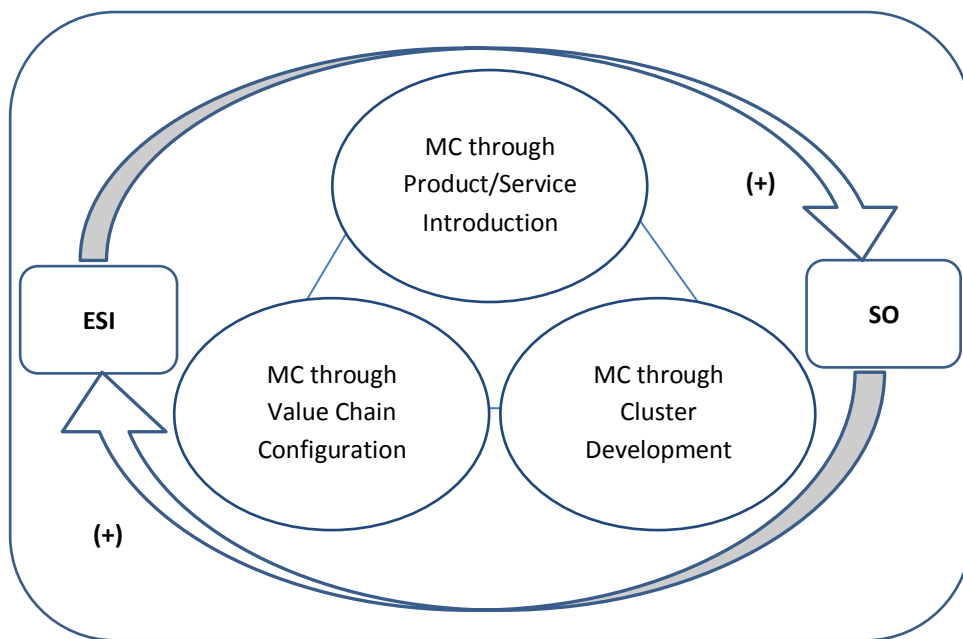 MC through
Product/Service
Introduction
(+)
ESI
SO
MC through
Value Chain
Configuration
MC through
Cluster
Development
(+)